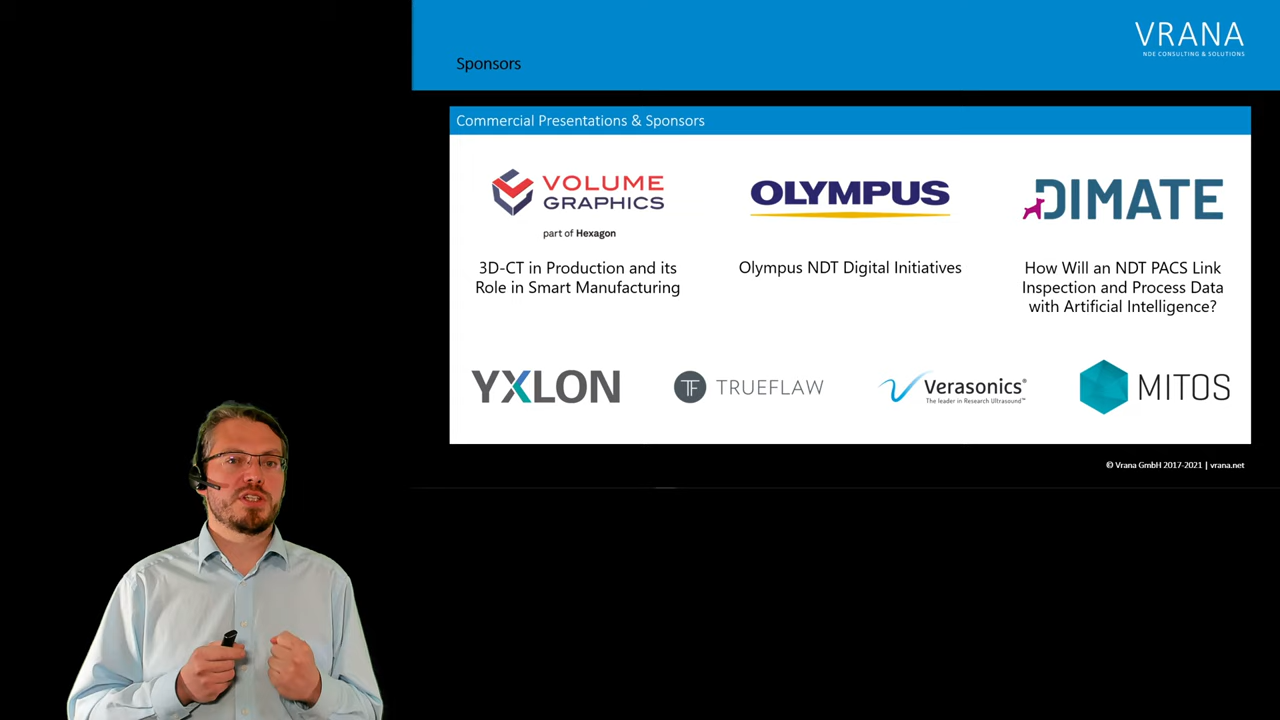 VRANA
NDE CONSULTING & SOLUTIONS
Sponsors
Commercial Presentations & Sponsors
VOLUME
GRAPHICS
part of Hexagon
3D-CT in Production and its
Role in Smart Manufacturing
OLYMPUS
Olympus NDT Digital Initiatives
DIMATE
How Will an NDT PACS Link
Inspection and Process Data
with Artificial Intelligence?
YXLON
TF TRUEFLAW
Verasonics®
The leader in Research Ultrasound™
MITOS
© Vrana GmbH 2017-2021 | vrana.net